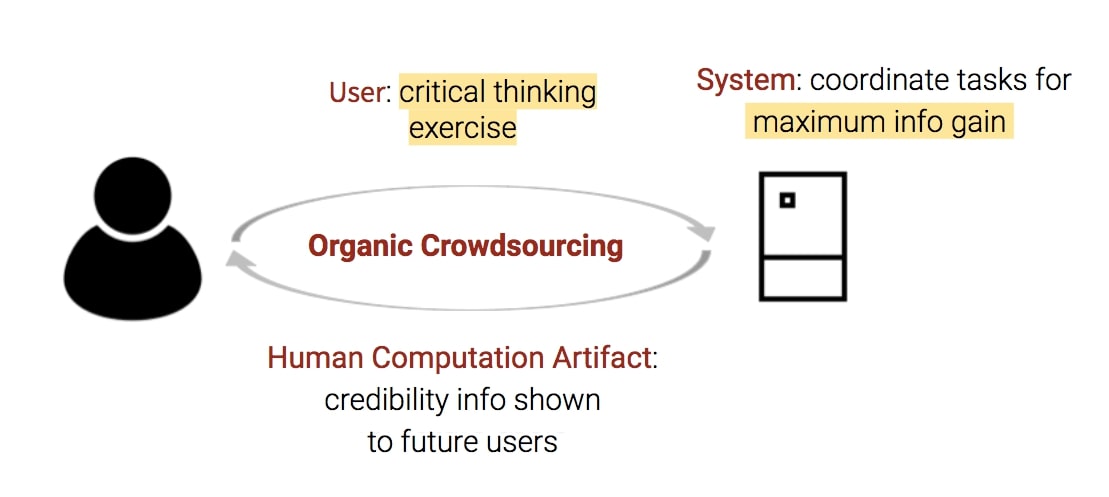 User: critical thinking
exercise
System: coordinate tasks for
maximum info gain
Organic Crowdsourcing
Human Computation Artifact:
credibility info shown
to future users